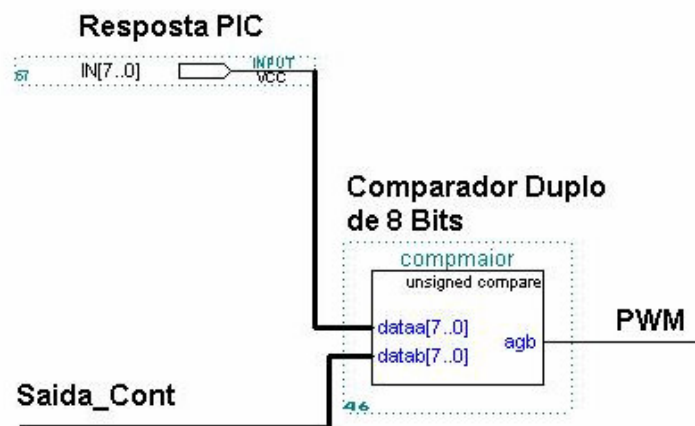 Resposta PIC
57 IN[7..0] INPUT
VCC
Comparador Duplo
de 8 Bits
compmaior
unsigned compare
dataa[7..0]
agb
PWM
datab[7..0]
Saida_Cont
46